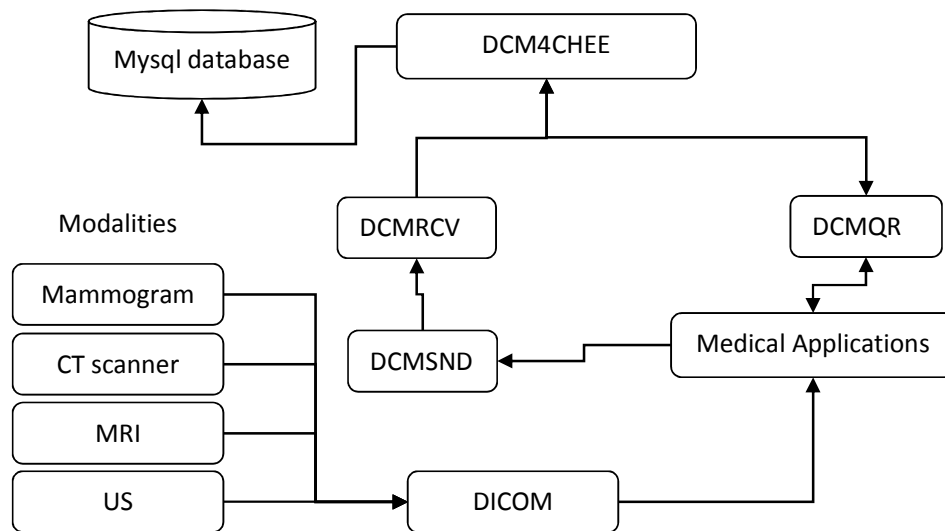 DCM4CHEE
Mysql database
DCMRCV
DCMQR
Modalities
Mammogram
CT scanner
MRI
US
DCMSND
Medical Applications
DICOM